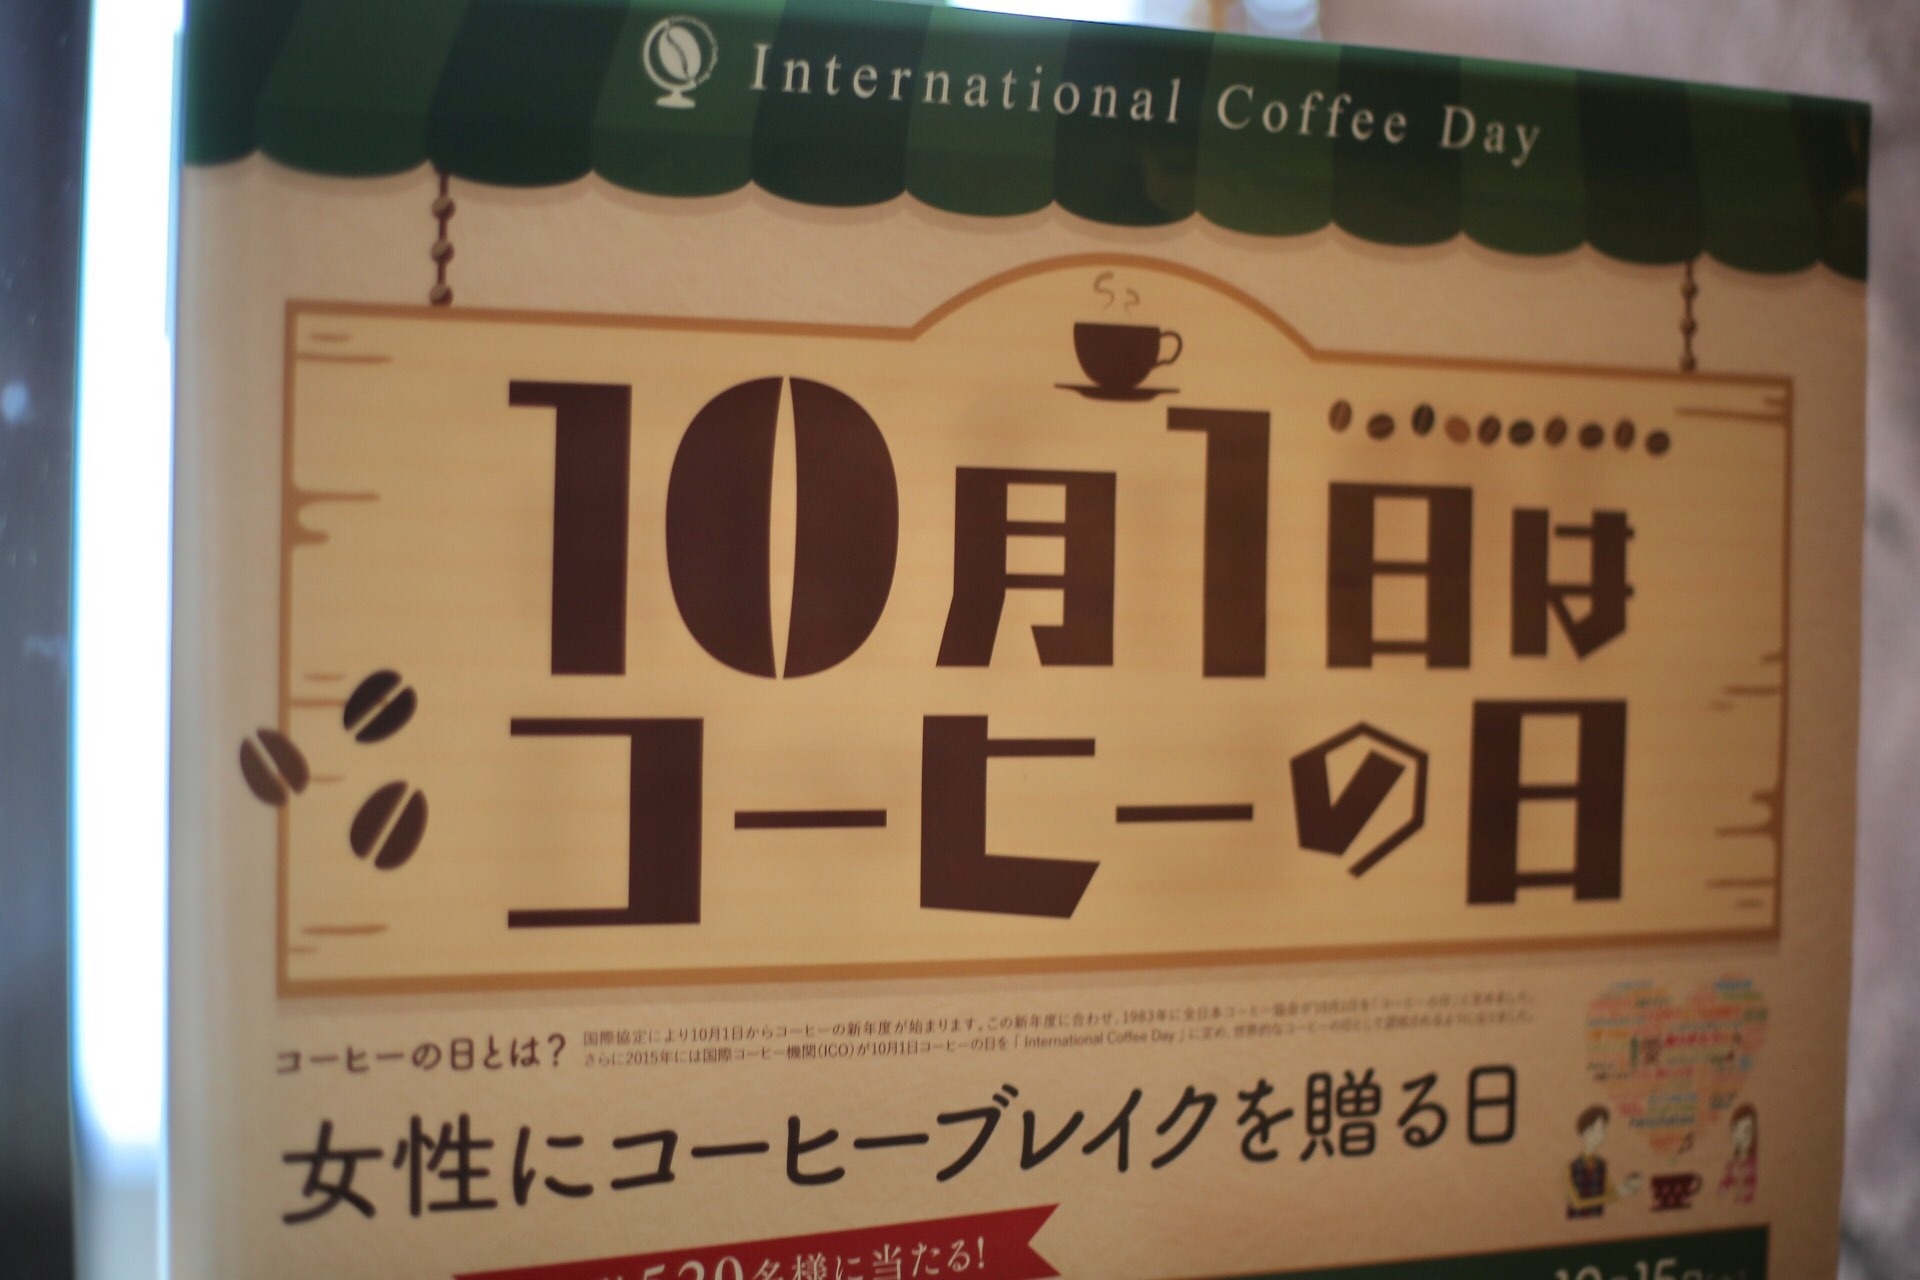 International Coffee Day
10月1日は
コーヒーの日
コーヒーの日とは?
国際協定により10月1日からコーヒーの新年度が始まります。この新年度に合わせ、1983年に全日本コーヒー協会が10月1日を「コーヒーの日」と定めました。
さらに2015年には国際コーヒー機関(ICO)が10月1日コーヒーの日を「International Coffee Day」に定め、世界的なコーヒーの日として認知されるようになりました。
女性にコーヒーブレイクを贈る日
520名様に当たる!